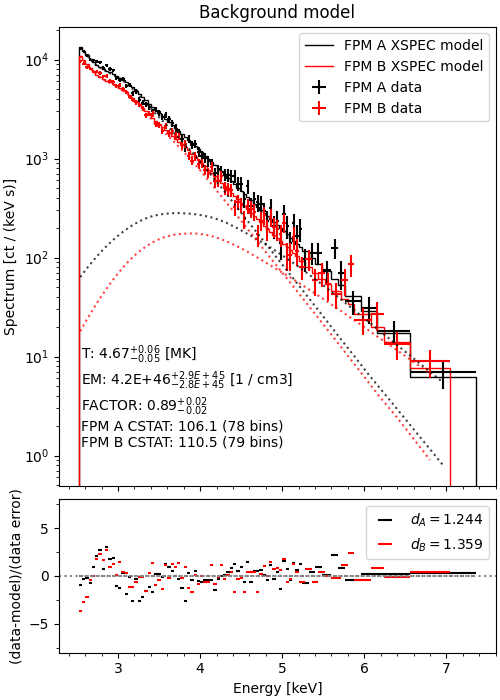 Background model
FPM A XSPEC model
FPM B XSPEC model
FPM A data
FPM B data
Spectrum [ct / (keV s)]
10⁴
10³
10²
10¹
10⁰
T: 4.67+0.06−0.05 [MK]
EM: 4.2E+46+2.9E+45−2.8E+45 [1 / cm3]
FACTOR: 0.89+0.02−0.02
FPM A CSTAT: 106.1 (78 bins)
FPM B CSTAT: 110.5 (79 bins)
(data-model)/(data error)
5
0
−5
d_A = 1.244
d_B = 1.359
3 4 5 6 7
Energy [keV]